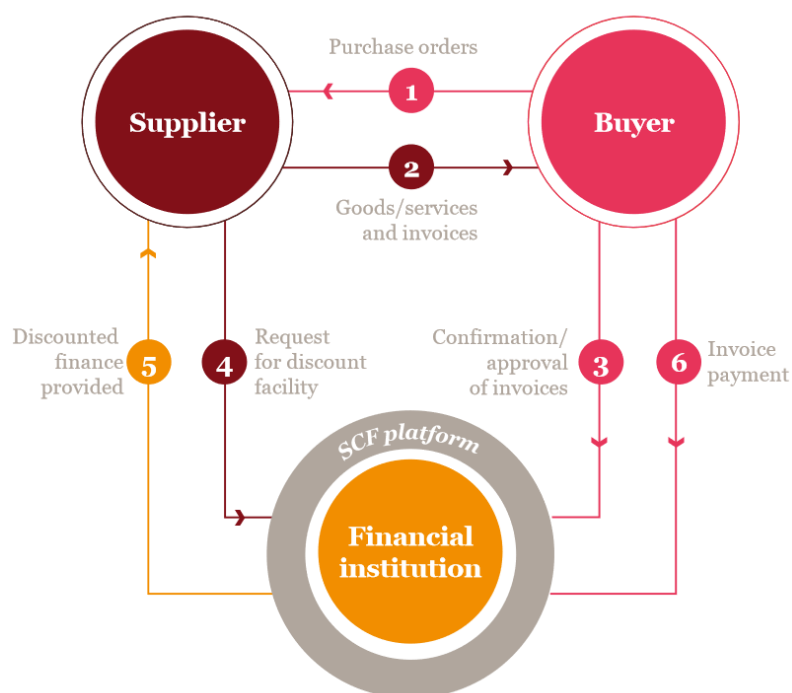 Purchase orders
1
Supplier
Buyer
2
Goods/services
and invoices
Discounted
finance
provided
5
4
Request
for discount
facility
Confirmation/
approval
of invoices
3
6
Invoice
payment
SCF platform
Financial
institution